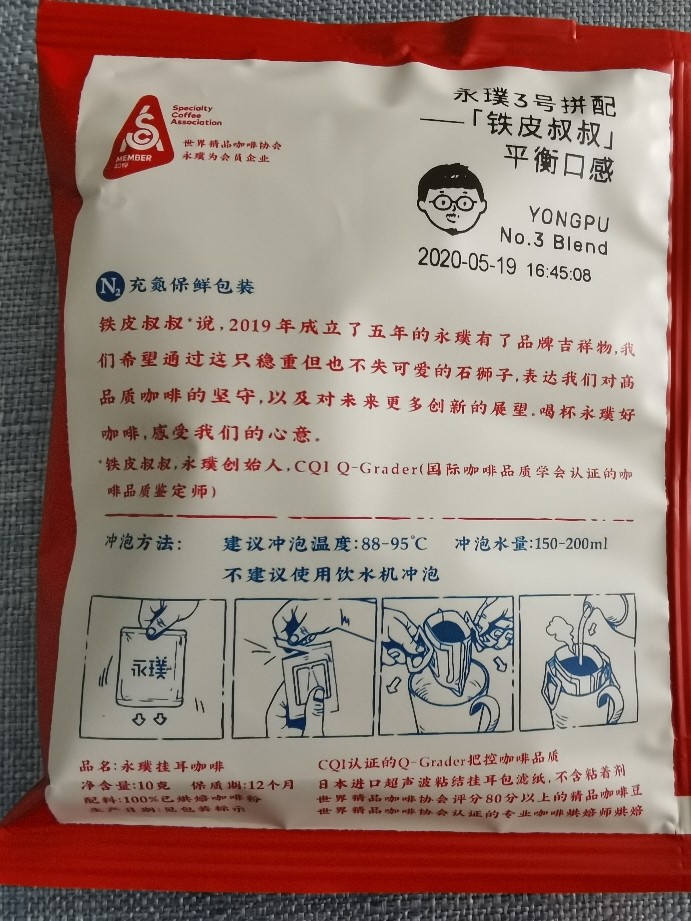 Specialty
Coffee
Association
SCA
MEMBER
2019
世界精品咖啡协会
永璞为会员企业
永璞3号拼配
——「铁皮叔叔」
平衡口感
YONGPU
No.3 Blend
2020-05-19 16:45:08
N₂ 充氮保鲜包装
铁皮叔叔*说,2019年成立了五年的永璞有了品牌吉祥物,我
们希望通过这只稳重但也不失可爱的石狮子,表达我们对高
品质咖啡的坚守,以及对未来更多创新的展望。喝杯永璞好
咖啡,感受我们的心意。
*铁皮叔叔,永璞创始人,CQI Q-Grader(国际咖啡品质学会认证的咖
啡品质鉴定师)
冲泡方法: 建议冲泡温度:88-95℃ 冲泡水量:150-200ml
不建议使用饮水机冲泡
永璞
品名:永璞挂耳咖啡
净含量:10克 保质期:12个月
配料:100%已烘焙咖啡粉
生产日期:见包装标示
CQI认证的Q-Grader把控咖啡品质
日本进口超声波粘结挂耳包滤纸,不含粘着剂
世界精品咖啡协会评分80分以上的精品咖啡豆
世界精品咖啡协会认证的专业咖啡烘焙师烘焙